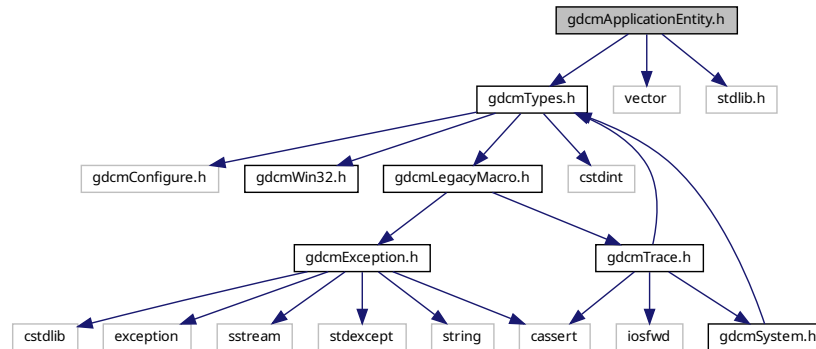 gdcmApplicationEntity.h
gdcmTypes.h
vector
stdlib.h
gdcmConfigure.h
gdcmWin32.h
gdcmLegacyMacro.h
cstdint
gdcmException.h
gdcmTrace.h
cstdlib
exception
sstream
stdexcept
string
cassert
iosfwd
gdcmSystem.h